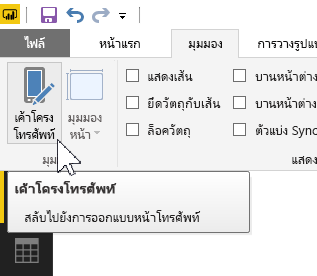 ไฟล์ หน้าแรก มุมมอง การวางรูปแบ
เค้าโครง
โทรศัพท์
มุมมอง
หน้า
แสดงเส้น
ยึดวัตถุกับเส้น
ล็อควัตถุ
บานหน้าต่าง
บานหน้าต่าง
ตัวแบ่ง Sync
มุม
แสดง
เค้าโครงโทรศัพท์
สลับไปยังการออกแบบหน้าโทรศัพท์